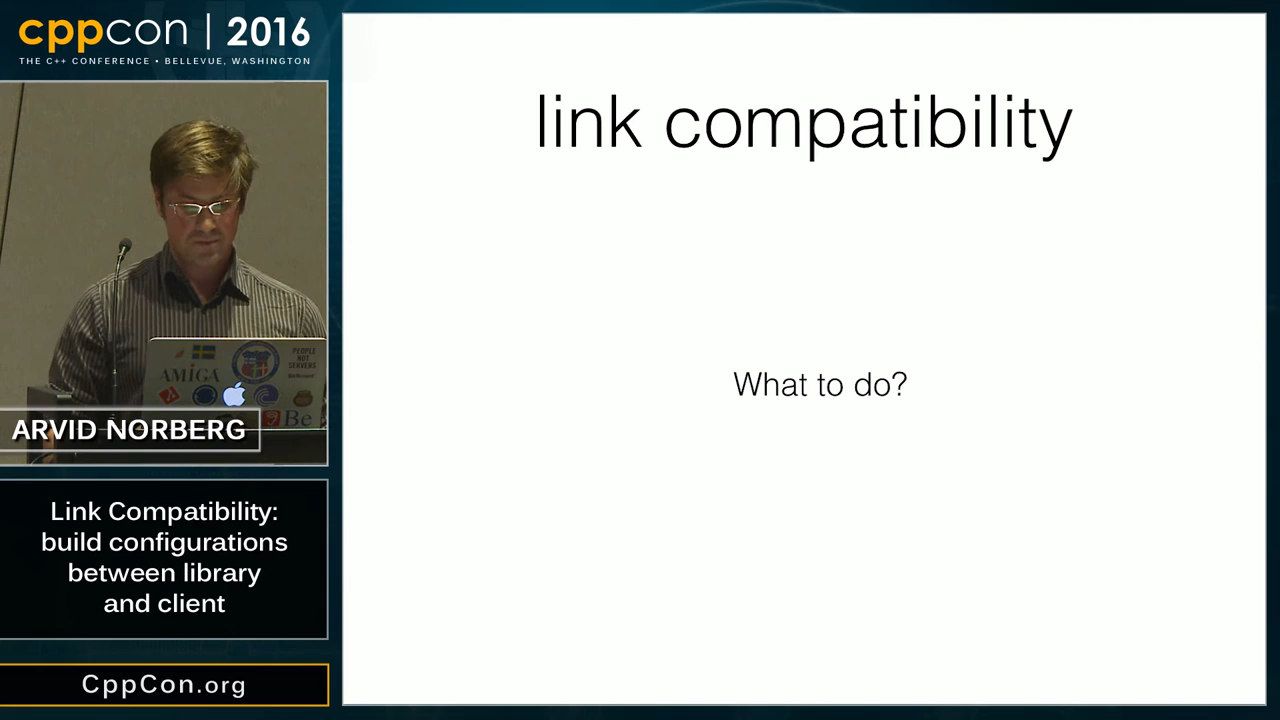 cppcon | 2016
THE C++ CONFERENCE • BELLEVUE, WASHINGTON
link compatibility
What to do?
AMIGA
PEOPLE
NOT
SERVERS
Be
ARVID NORBERG
Link Compatibility:
build configurations
between library
and client
CppCon.org